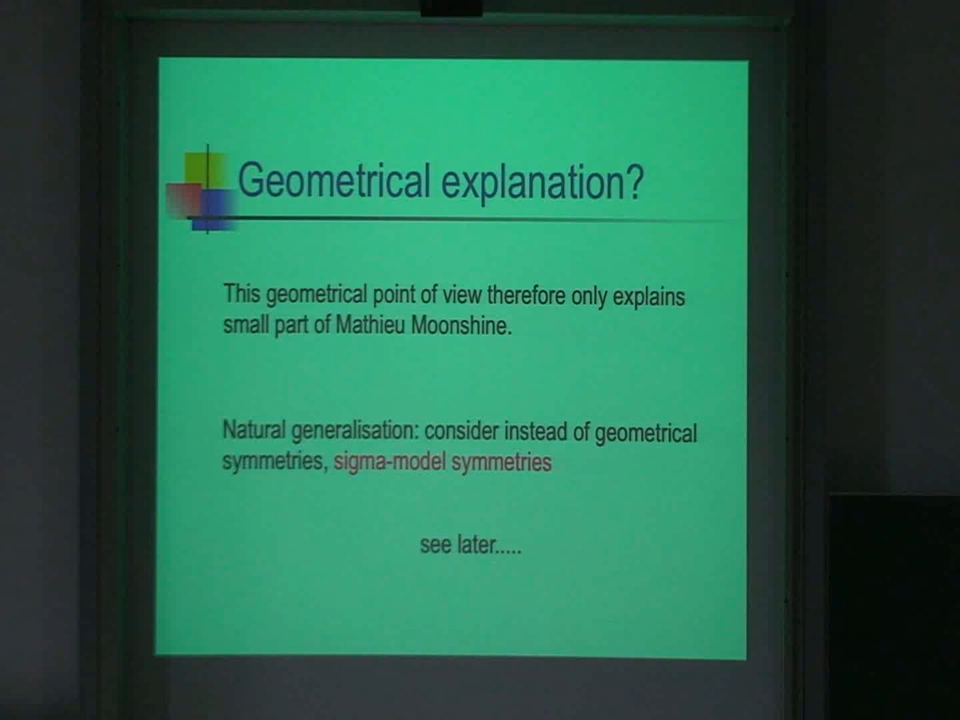 Geometrical explanation?
This geometrical point of view therefore only explains
small part of Mathieu Moonshine.
Natural generalisation: consider instead of geometrical
symmetries, sigma-model symmetries
see later.....